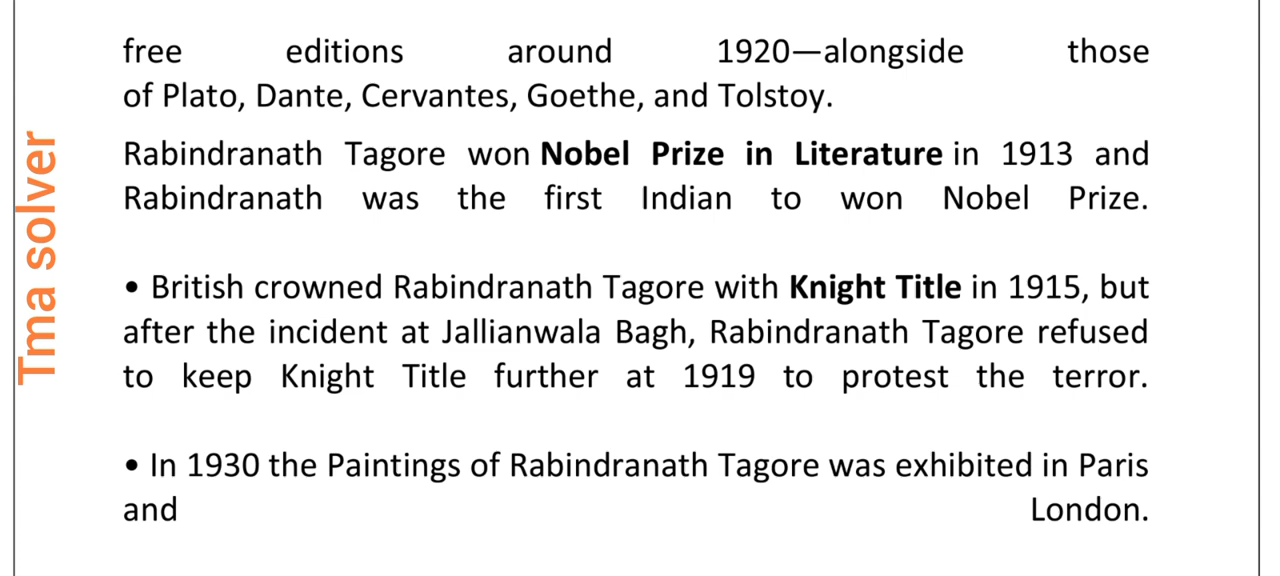 free editions around 1920—alongside those
of Plato, Dante, Cervantes, Goethe, and Tolstoy.
Rabindranath Tagore won Nobel Prize in Literature in 1913 and
Rabindranath was the first Indian to won Nobel Prize.
• British crowned Rabindranath Tagore with Knight Title in 1915, but
after the incident at Jallianwala Bagh, Rabindranath Tagore refused
to keep Knight Title further at 1919 to protest the terror.
• In 1930 the Paintings of Rabindranath Tagore was exhibited in Paris
and London.
Tma solver